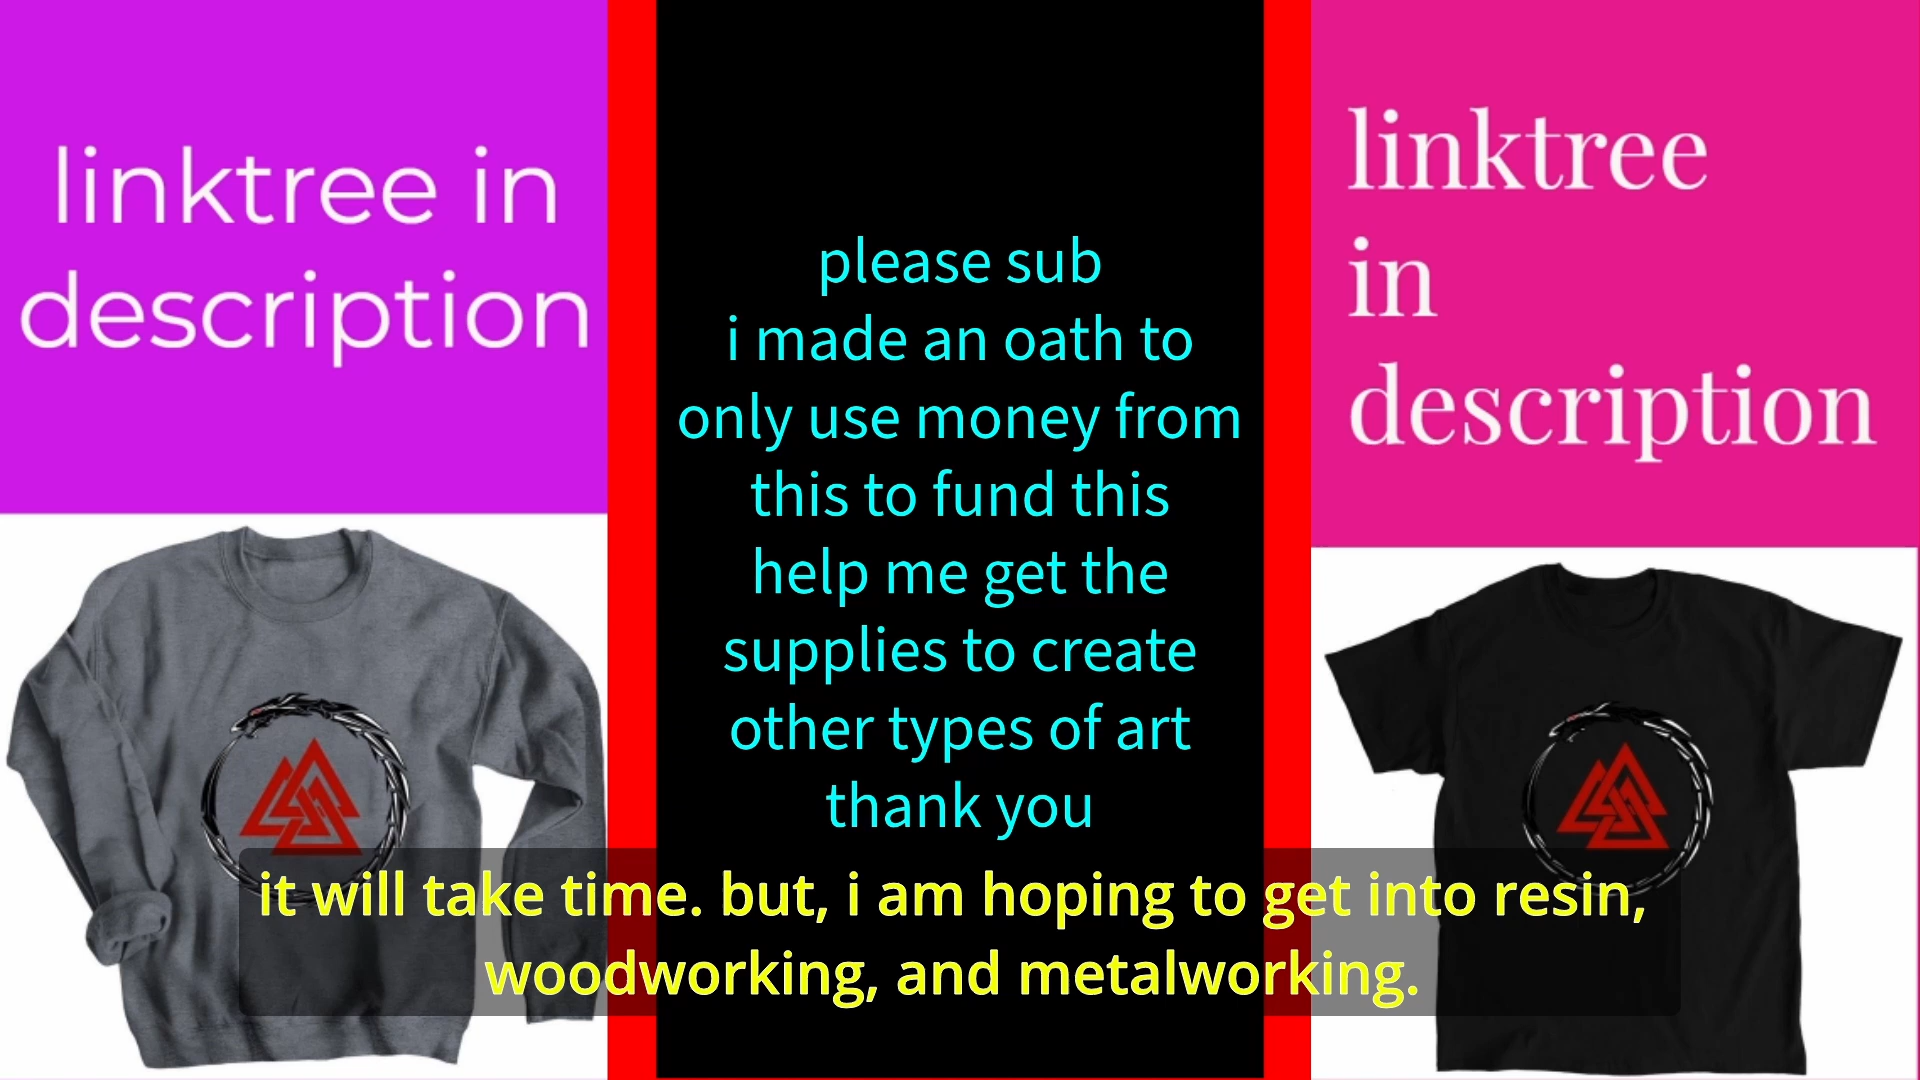 linktree in
description
please sub
i made an oath to
only use money from
this to fund this
help me get the
supplies to create
other types of art
thank you
linktree
in
description
it will take time. but, i am hoping to get into resin,
woodworking, and metalworking.